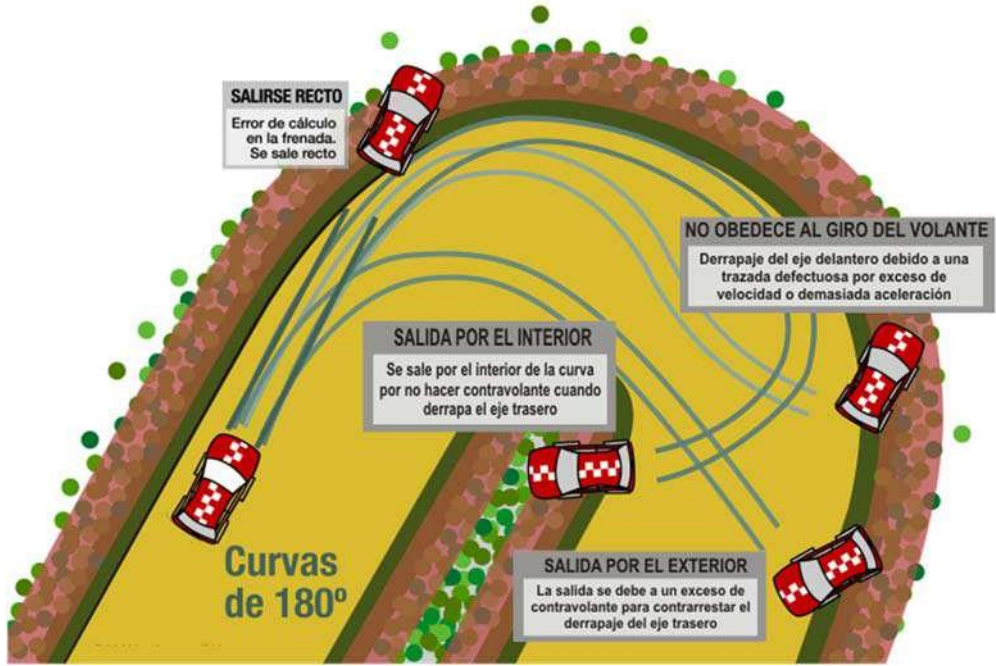 SALIRSE RECTO
Error de cálculo
en la frenada.
Se sale recto
NO OBEDECE AL GIRO DEL VOLANTE
Derrapaje del eje delantero debido a una
trazada defectuosa por exceso de
velocidad o demasiada aceleración
SALIDA POR EL INTERIOR
Se sale por el interior de la curva
por no hacer contravolante cuando
derrapa el eje trasero
SALIDA POR EL EXTERIOR
La salida se debe a un exceso de
contravolante para contrarrestar el
derrapaje del eje trasero
Curvas
de 180º